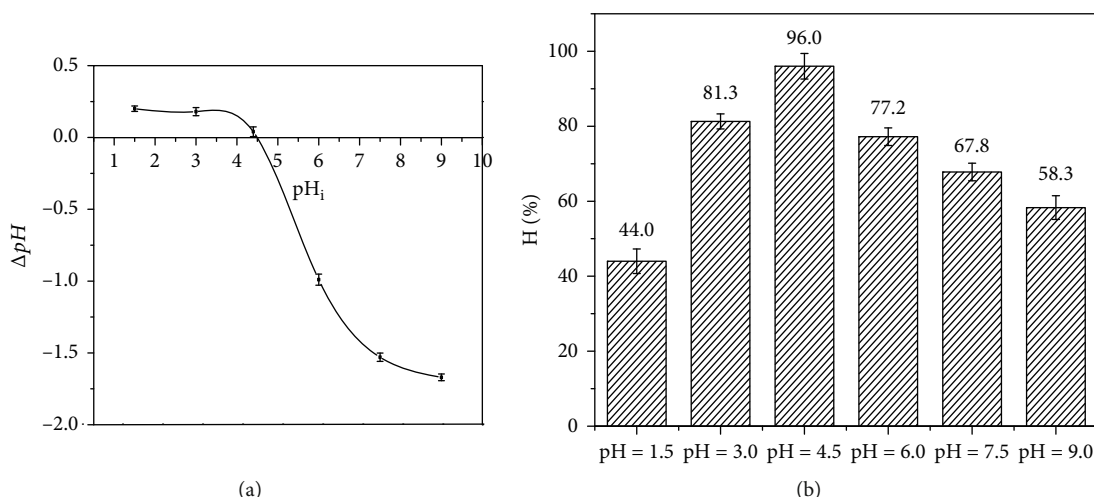 0.5
0.0
–0.5
–1.0
–1.5
–2.0
1 2 3 4 5 6 7 8 9 10
pHi
ΔpH
(a)
100
80
60
40
20
0
H (%)
44.0
81.3
96.0
77.2
67.8
58.3
pH = 1.5 pH = 3.0 pH = 4.5 pH = 6.0 pH = 7.5 pH = 9.0
(b)